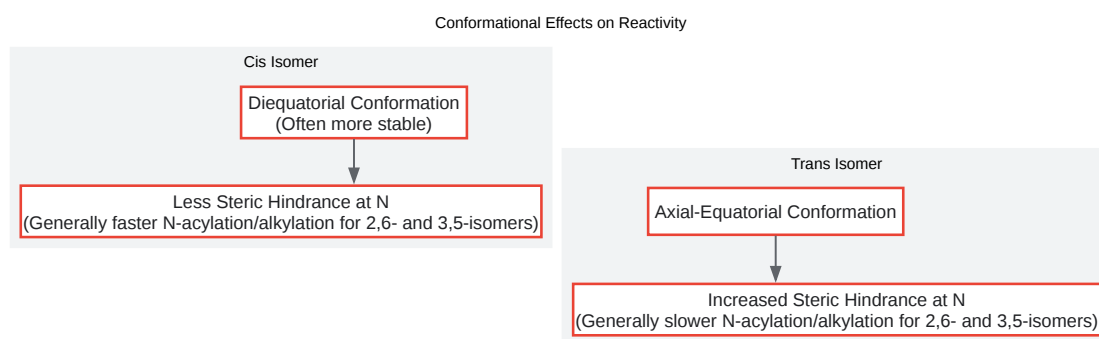 Conformational Effects on Reactivity
Cis Isomer
Diequatorial Conformation
(Often more stable)
Less Steric Hindrance at N
(Generally faster N-acylation/alkylation for 2,6- and 3,5-isomers)
Trans Isomer
Axial-Equatorial Conformation
Increased Steric Hindrance at N
(Generally slower N-acylation/alkylation for 2,6- and 3,5-isomers)